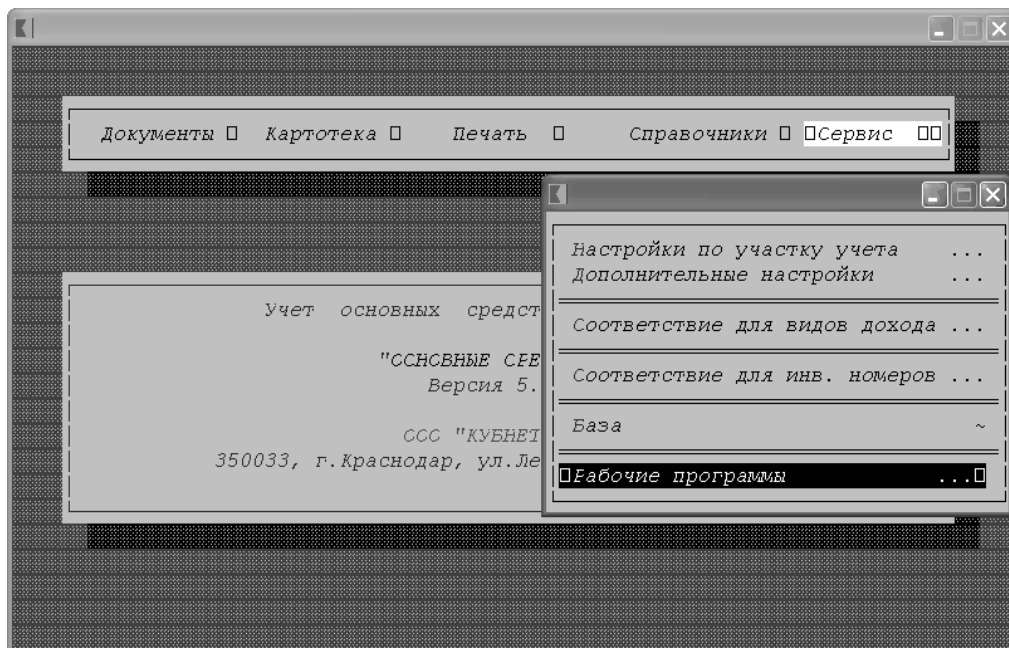 Документы Картотека Печать Справочники Сервис
Настройки по участку учета ...
Дополнительные настройки ...
Соответствие для видов дохода ...
Соответствие для инв. номеров ...
База ~
Рабочие программы ...
Учет основных средст
"ОСНОВНЫЕ СРЕ
Версия 5.
ООО "КУБНЕТ
350033, г.Краснодар, ул.Ле